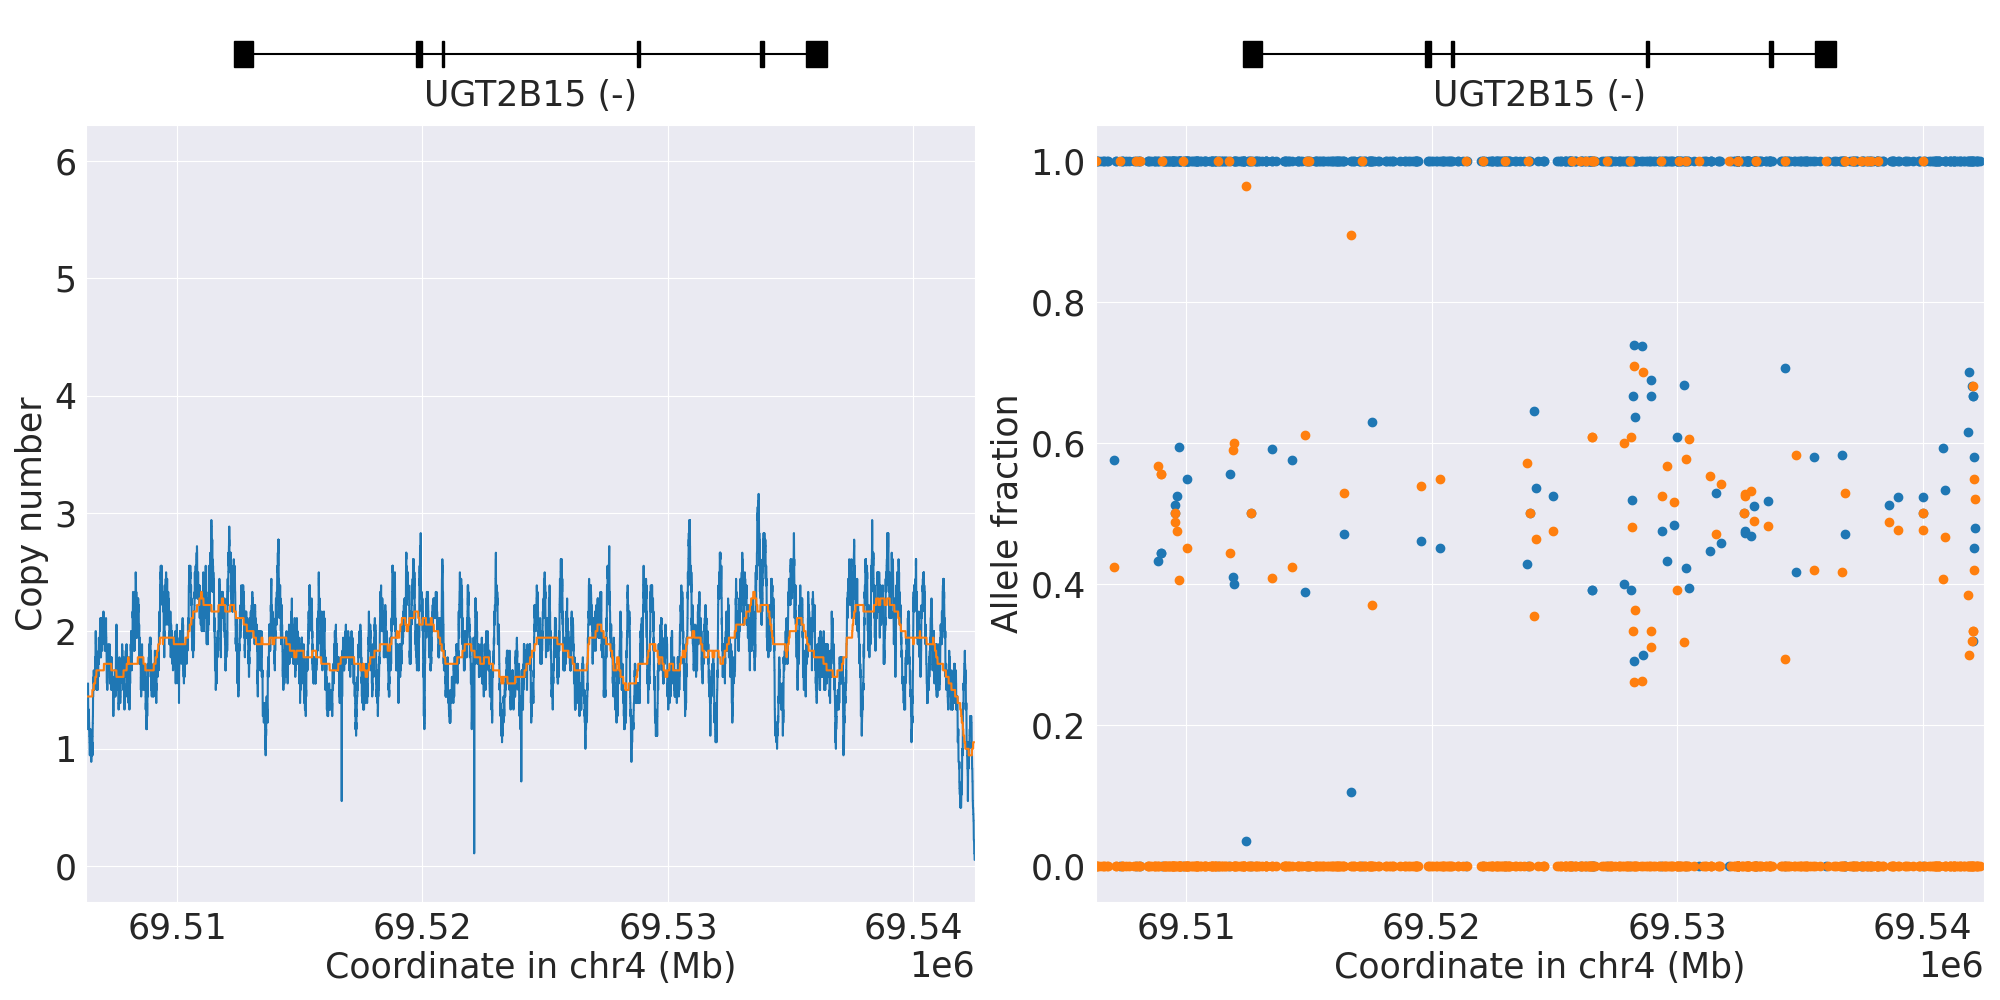 UGT2B15 (-)
6
5
4
3
2
1
0
Copy number
69.51 69.52 69.53 69.54
Coordinate in chr4 (Mb) 1e6
UGT2B15 (-)
1.0
0.8
0.6
0.4
0.2
0.0
Allele fraction
69.51 69.52 69.53 69.54
Coordinate in chr4 (Mb) 1e6